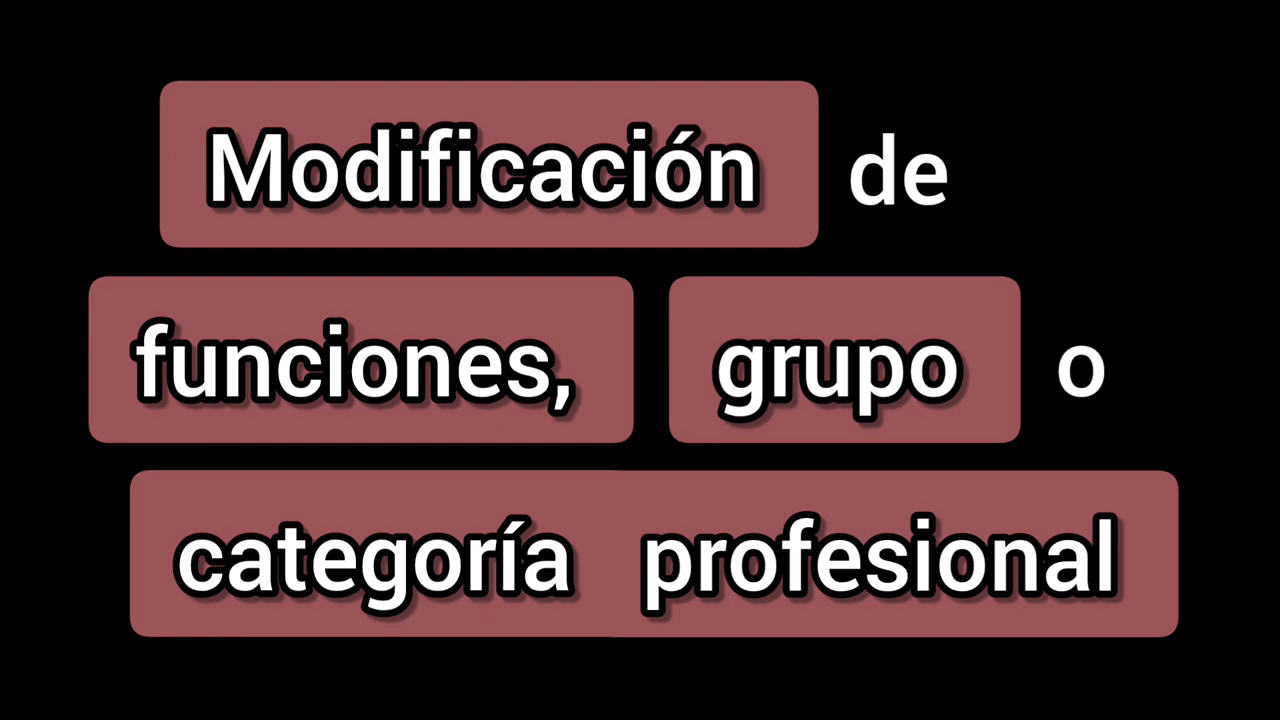 Modificación de
funciones, grupo o
categoría profesional